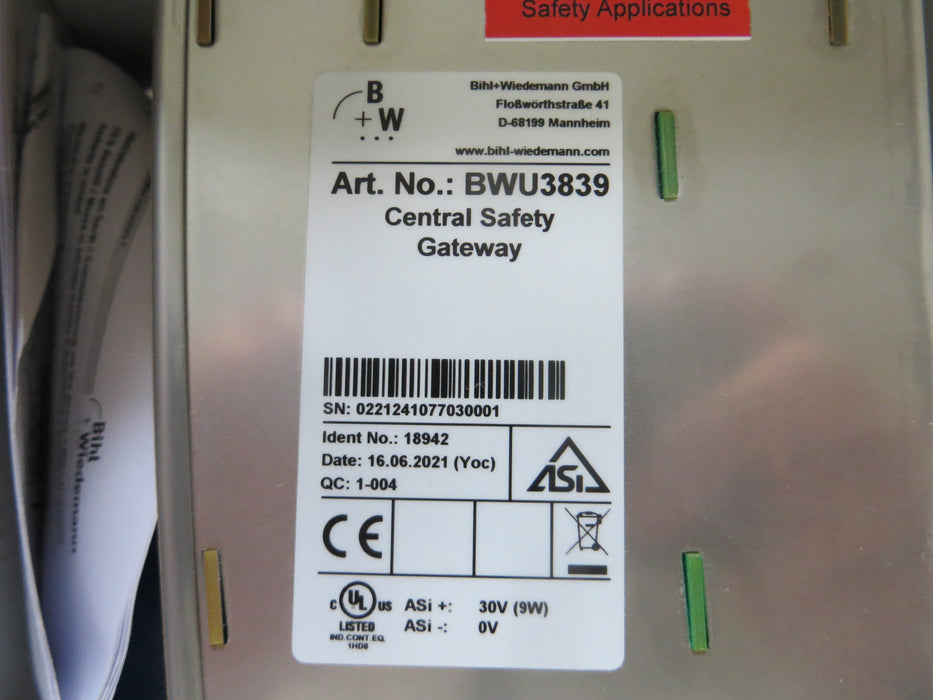 Safety Applications
B
+W
Bihl+Wiedemann GmbH
Floßwörthstraße 41
D-68199 Mannheim
www.bihl-wiedemann.com
Art. No.: BWU3839
Central Safety
Gateway
SN: 0221241077030001
Ident No.: 18942
Date: 16.06.2021 (Yoc)
QC: 1-004
ASi
CE
C UL US
LISTED
IND.CONT.EQ.
1HD8
ASi +: 30V (9W)
ASi -: 0V
Bihl
+ Wiedemann